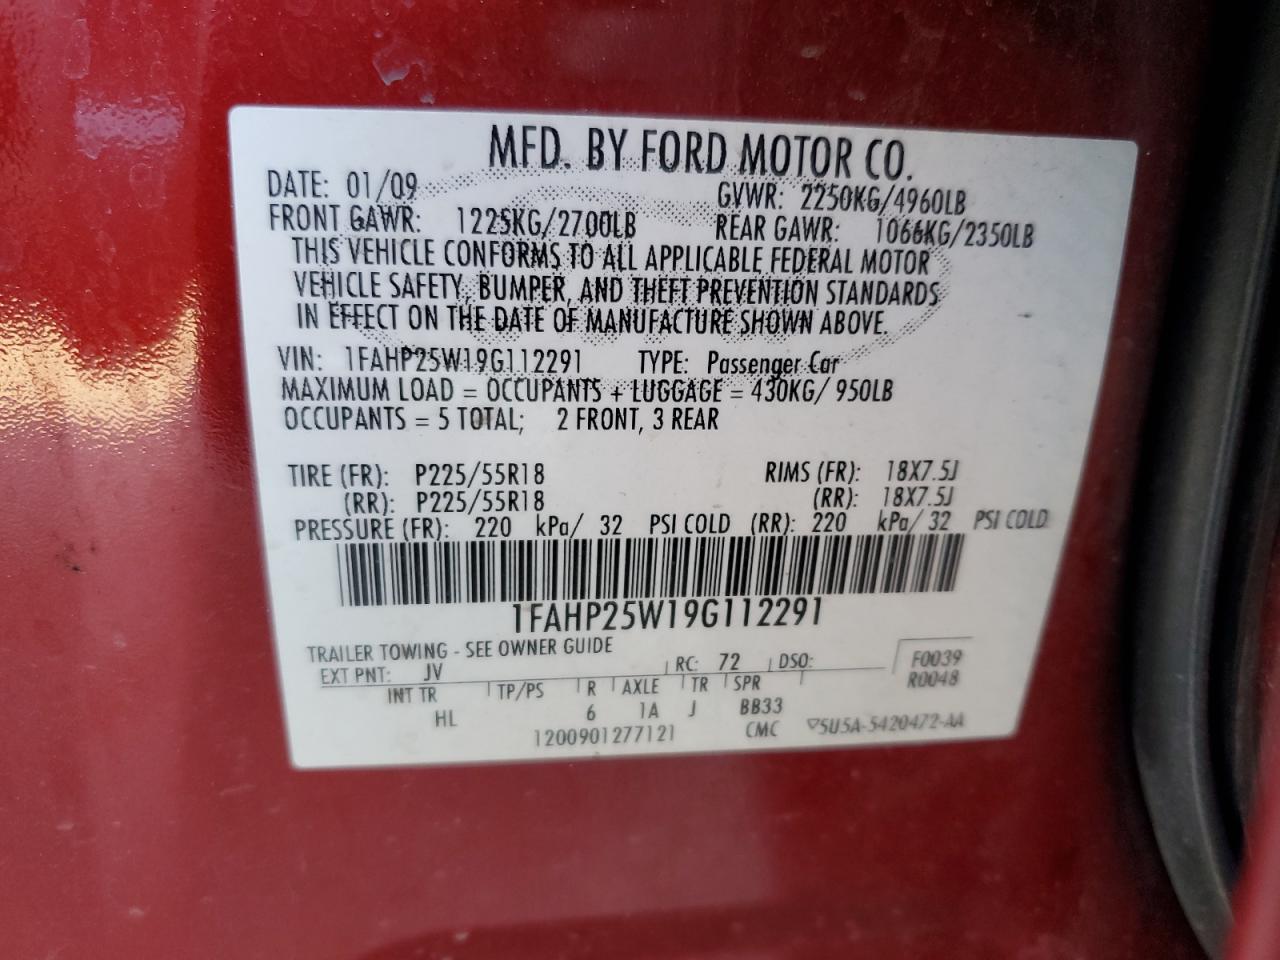 MFD. BY FORD MOTOR CO.
DATE: 01/09 GVWR: 2250KG/4960LB
FRONT GAWR: 1225KG/2700LB REAR GAWR: 1066KG/2350LB
THIS VEHICLE CONFORMS TO ALL APPLICABLE FEDERAL MOTOR
VEHICLE SAFETY, BUMPER, AND THEFT PREVENTION STANDARDS
IN EFFECT ON THE DATE OF MANUFACTURE SHOWN ABOVE.
VIN: 1FAHP25W19G112291 TYPE: Passenger Car
MAXIMUM LOAD = OCCUPANTS + LUGGAGE = 430KG/ 950LB
OCCUPANTS = 5 TOTAL; 2 FRONT, 3 REAR
TIRE (FR): P225/55R18 RIMS (FR): 18X7.5J
(RR): P225/55R18 (RR): 18X7.5J
PRESSURE (FR): 220 kPa/ 32 PSI COLD (RR): 220 kPa/ 32 PSI COLD
1FAHP25W19G112291
TRAILER TOWING - SEE OWNER GUIDE
EXT PNT: JV RC: 72 DSO: F0039
R0048
INT TR TP/PS R AXLE TR SPR
HL 6 1A J BB33
1200901277121 CMC ▽5U5A-5420472-AA